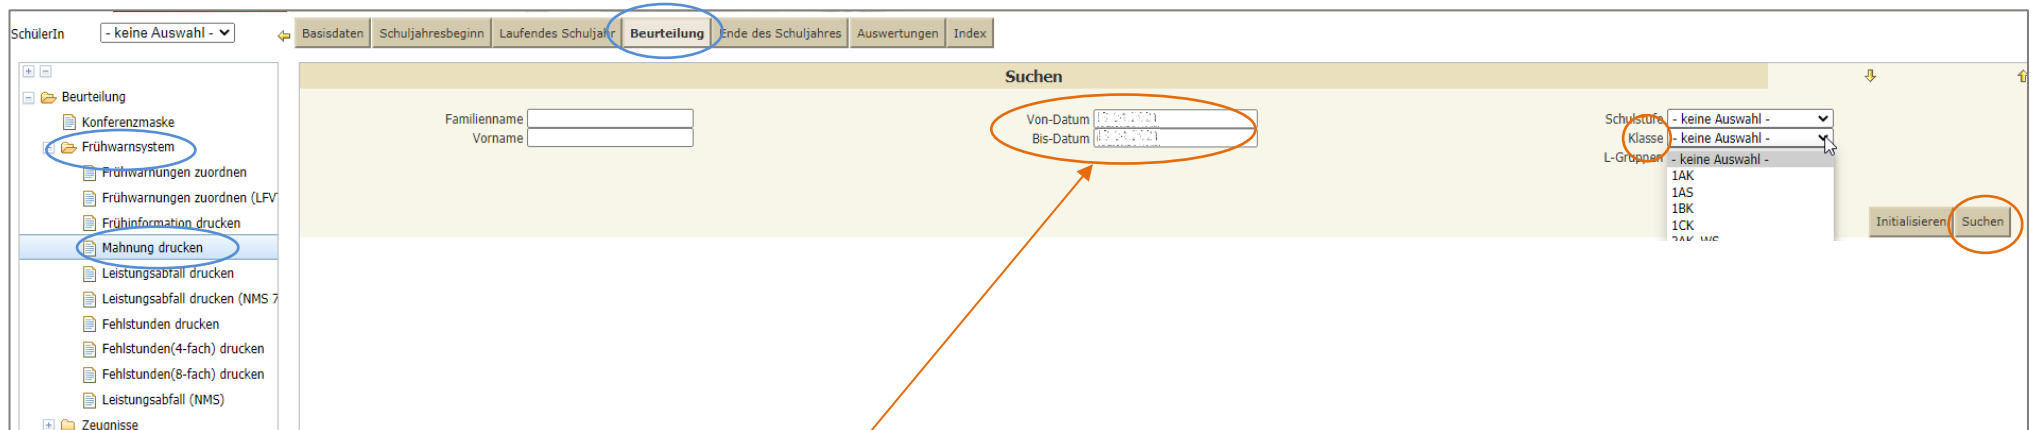 SchülerIn - keine Auswahl - Basisdaten Schuljahresbeginn Laufendes Schuljahr Beurteilung Ende des Schuljahres Auswertungen Index
Suchen
Beurteilung
Konferenzmaske
Frühwarnsystem
Frühwarnungen zuordnen
Frühwarnungen zuordnen (LFV
Frühinformation drucken
Mahnung drucken
Leistungsabfall drucken
Leistungsabfall drucken (NMS 7
Fehlstunden drucken
Fehlstunden(4-fach) drucken
Fehlstunden(8-fach) drucken
Leistungsabfall (NMS)
Zeugnisse
Familienname
Vorname
Von-Datum
Bis-Datum
Schulstufe - keine Auswahl -
Klasse - keine Auswahl -
L-Gruppen - keine Auswahl -
1AK
1AS
1BK
1CK
2AK_WS
Initialisieren Suchen